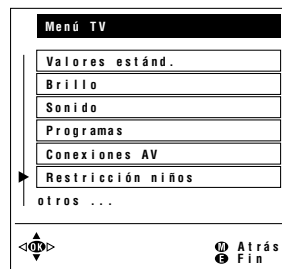 Menú TV
Valores estánd.
Brillo
Sonido
Programas
Conexiones AV
Restricción niños
otros ...
OK
M Atrás
E Fin